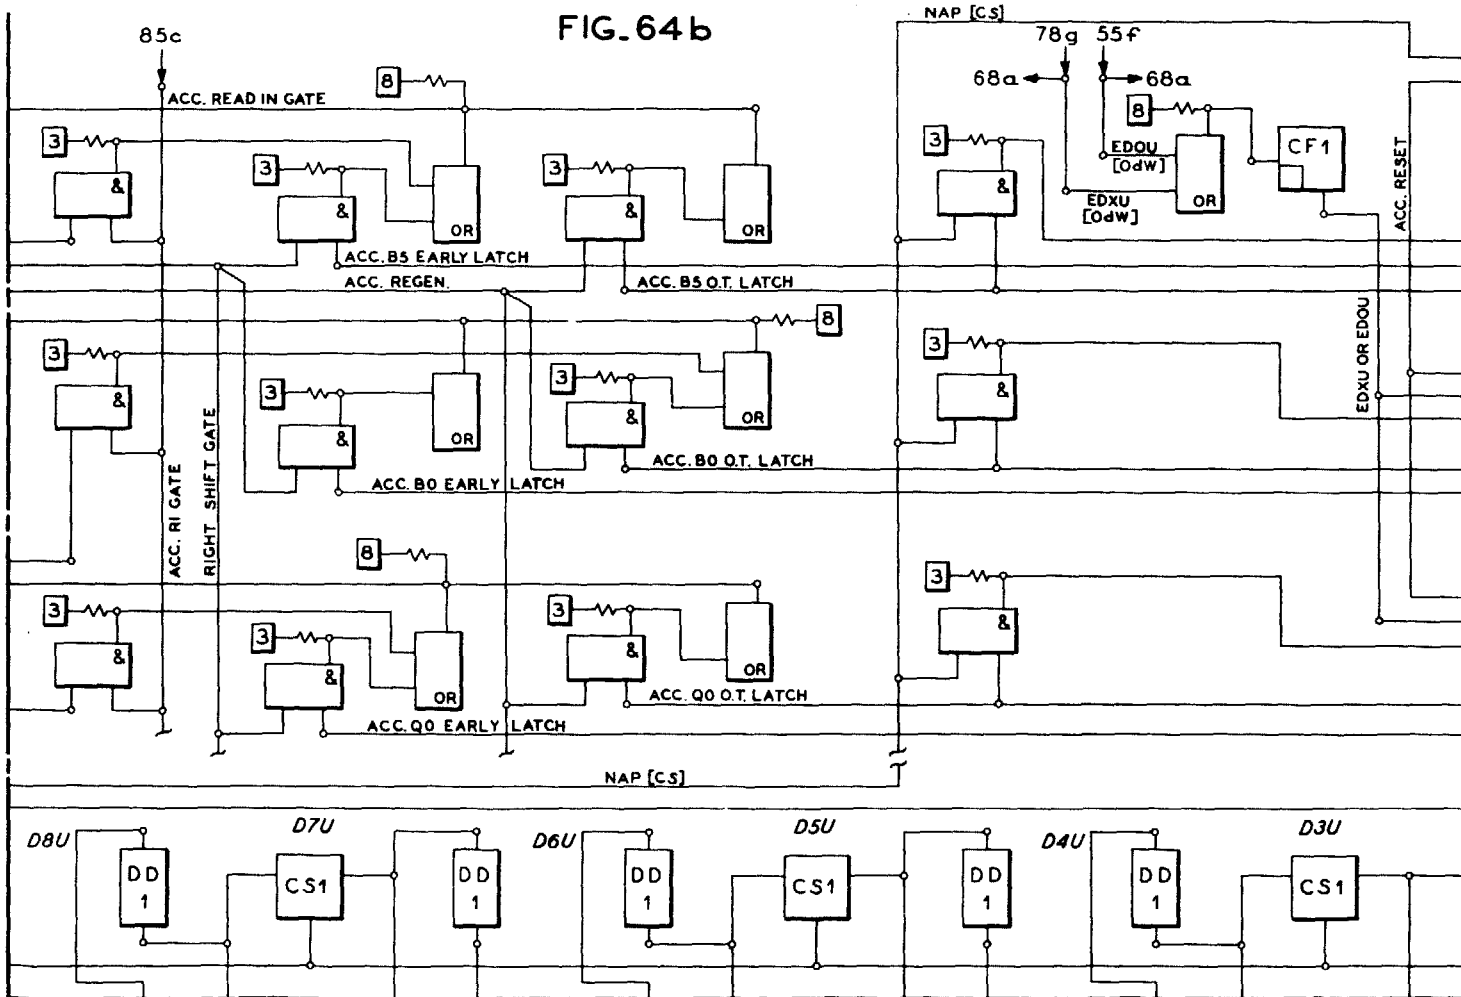 FIG. 64b
NAP [CS]
85c
78g 55f
68a 68a
8
ACC. READ IN GATE
8
3
3
3
3
CF1
EDOU
[OdW]
EDXU
[OdW]
ACC. RESET
&
&
&
&
OR
OR
OR
ACC. B5 EARLY LATCH
ACC. REGEN.
ACC. B5 O.T. LATCH
8
3
3
3
3
&
&
&
&
OR
OR
EDXU OR EDOU
RIGHT SHIFT GATE
ACC. RI GATE
ACC. B0 O.T. LATCH
ACC. B0 EARLY LATCH
8
3
3
3
3
&
&
&
&
OR
OR
ACC. Q0 O.T. LATCH
ACC. Q0 EARLY LATCH
NAP [CS]
D8U D7U D6U D5U D4U D3U
DD
1
CS1
DD
1
DD
1
CS1
DD
1
DD
1
CS1